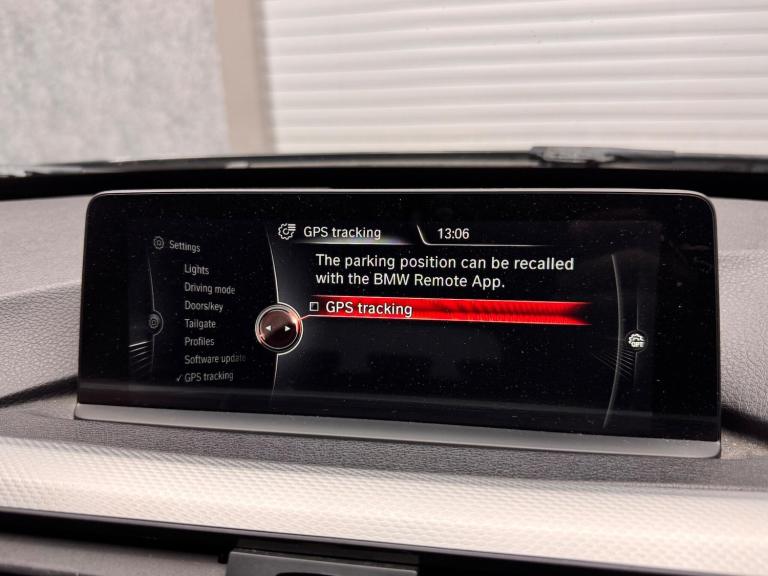 GPS tracking
13:06
The parking position can be recalled
with the BMW Remote App.
GPS tracking
Settings
Lights
Driving mode
Doors/key
Tailgate
Profiles
Software update
✓ GPS tracking